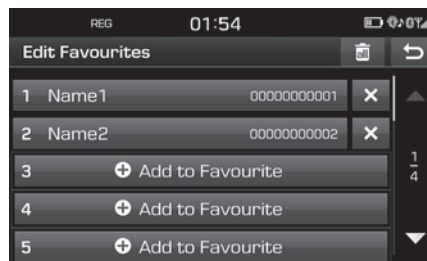 REG 01:54
Edit Favourites
1 Name1 00000000001
2 Name2 00000000002
3 Add to Favourite
4 Add to Favourite
5 Add to Favourite
1
4